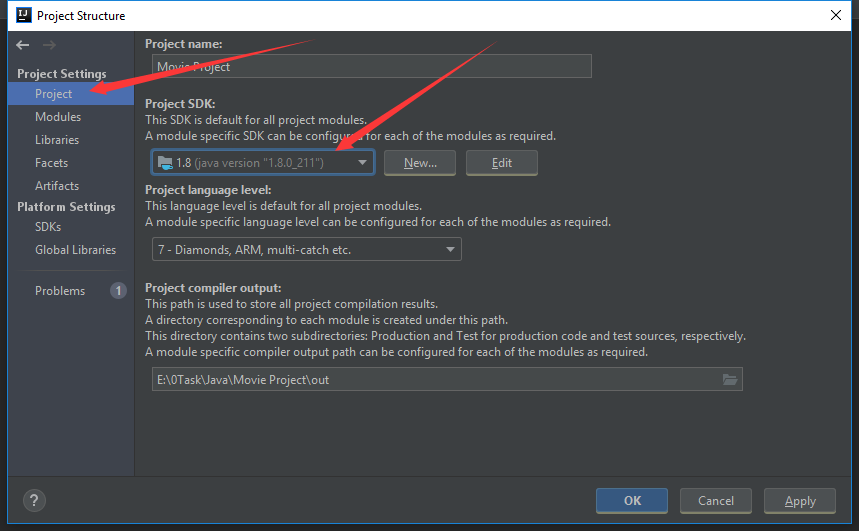 IJ
Project Structure
Project Settings
Project
Modules
Libraries
Facets
Artifacts
Platform Settings
SDKs
Global Libraries
Problems
1
Project name:
Movie Project
Project SDK:
This SDK is default for all project modules.
A module specific SDK can be configured for each of the modules as required.
1.8 (java version "1.8.0_211")
New...
Edit
Project language level:
This language level is default for all project modules.
A module specific language level can be configured for each of the modules as required.
7 - Diamonds, ARM, multi-catch etc.
Project compiler output:
This path is used to store all project compilation results.
A directory corresponding to each module is created under this path.
This directory contains two subdirectories: Production and Test for production code and test sources, respectively.
A module specific compiler output path can be configured for each of the modules as required.
E:\0Task\Java\Movie Project\out
?
OK
Cancel
Apply